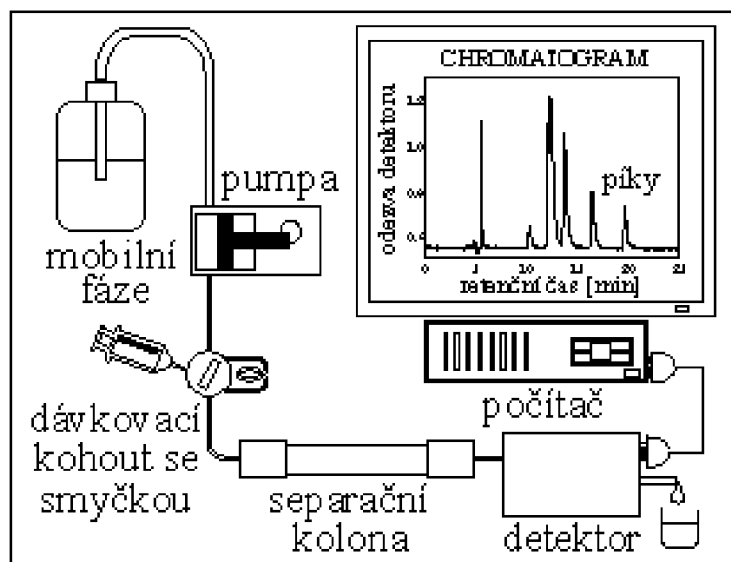 CHROMATOGRAM
odezva detektoru
píky
retenční čas [min]
pumpa
mobilní
fáze
dávkovací
kohout se
smyčkou
separační
kolona
detektor
počítač